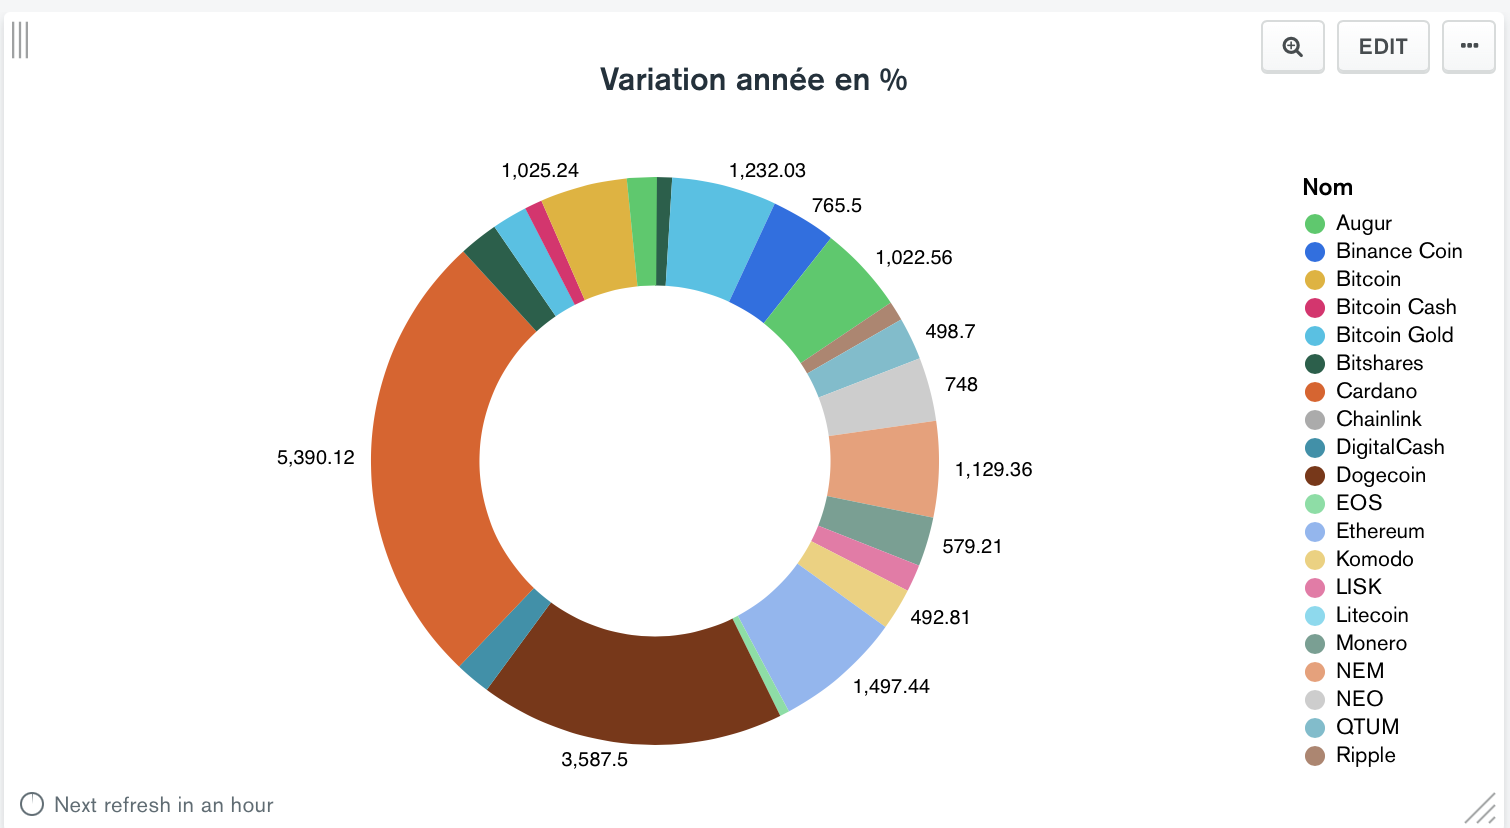 EDIT
Variation année en %
1,025.24
1,232.03
765.5
1,022.56
498.7
748
1,129.36
579.21
492.81
1,497.44
3,587.5
5,390.12
Nom
Augur
Binance Coin
Bitcoin
Bitcoin Cash
Bitcoin Gold
Bitshares
Cardano
Chainlink
DigitalCash
Dogecoin
EOS
Ethereum
Komodo
LISK
Litecoin
Monero
NEM
NEO
QTUM
Ripple
Next refresh in an hour